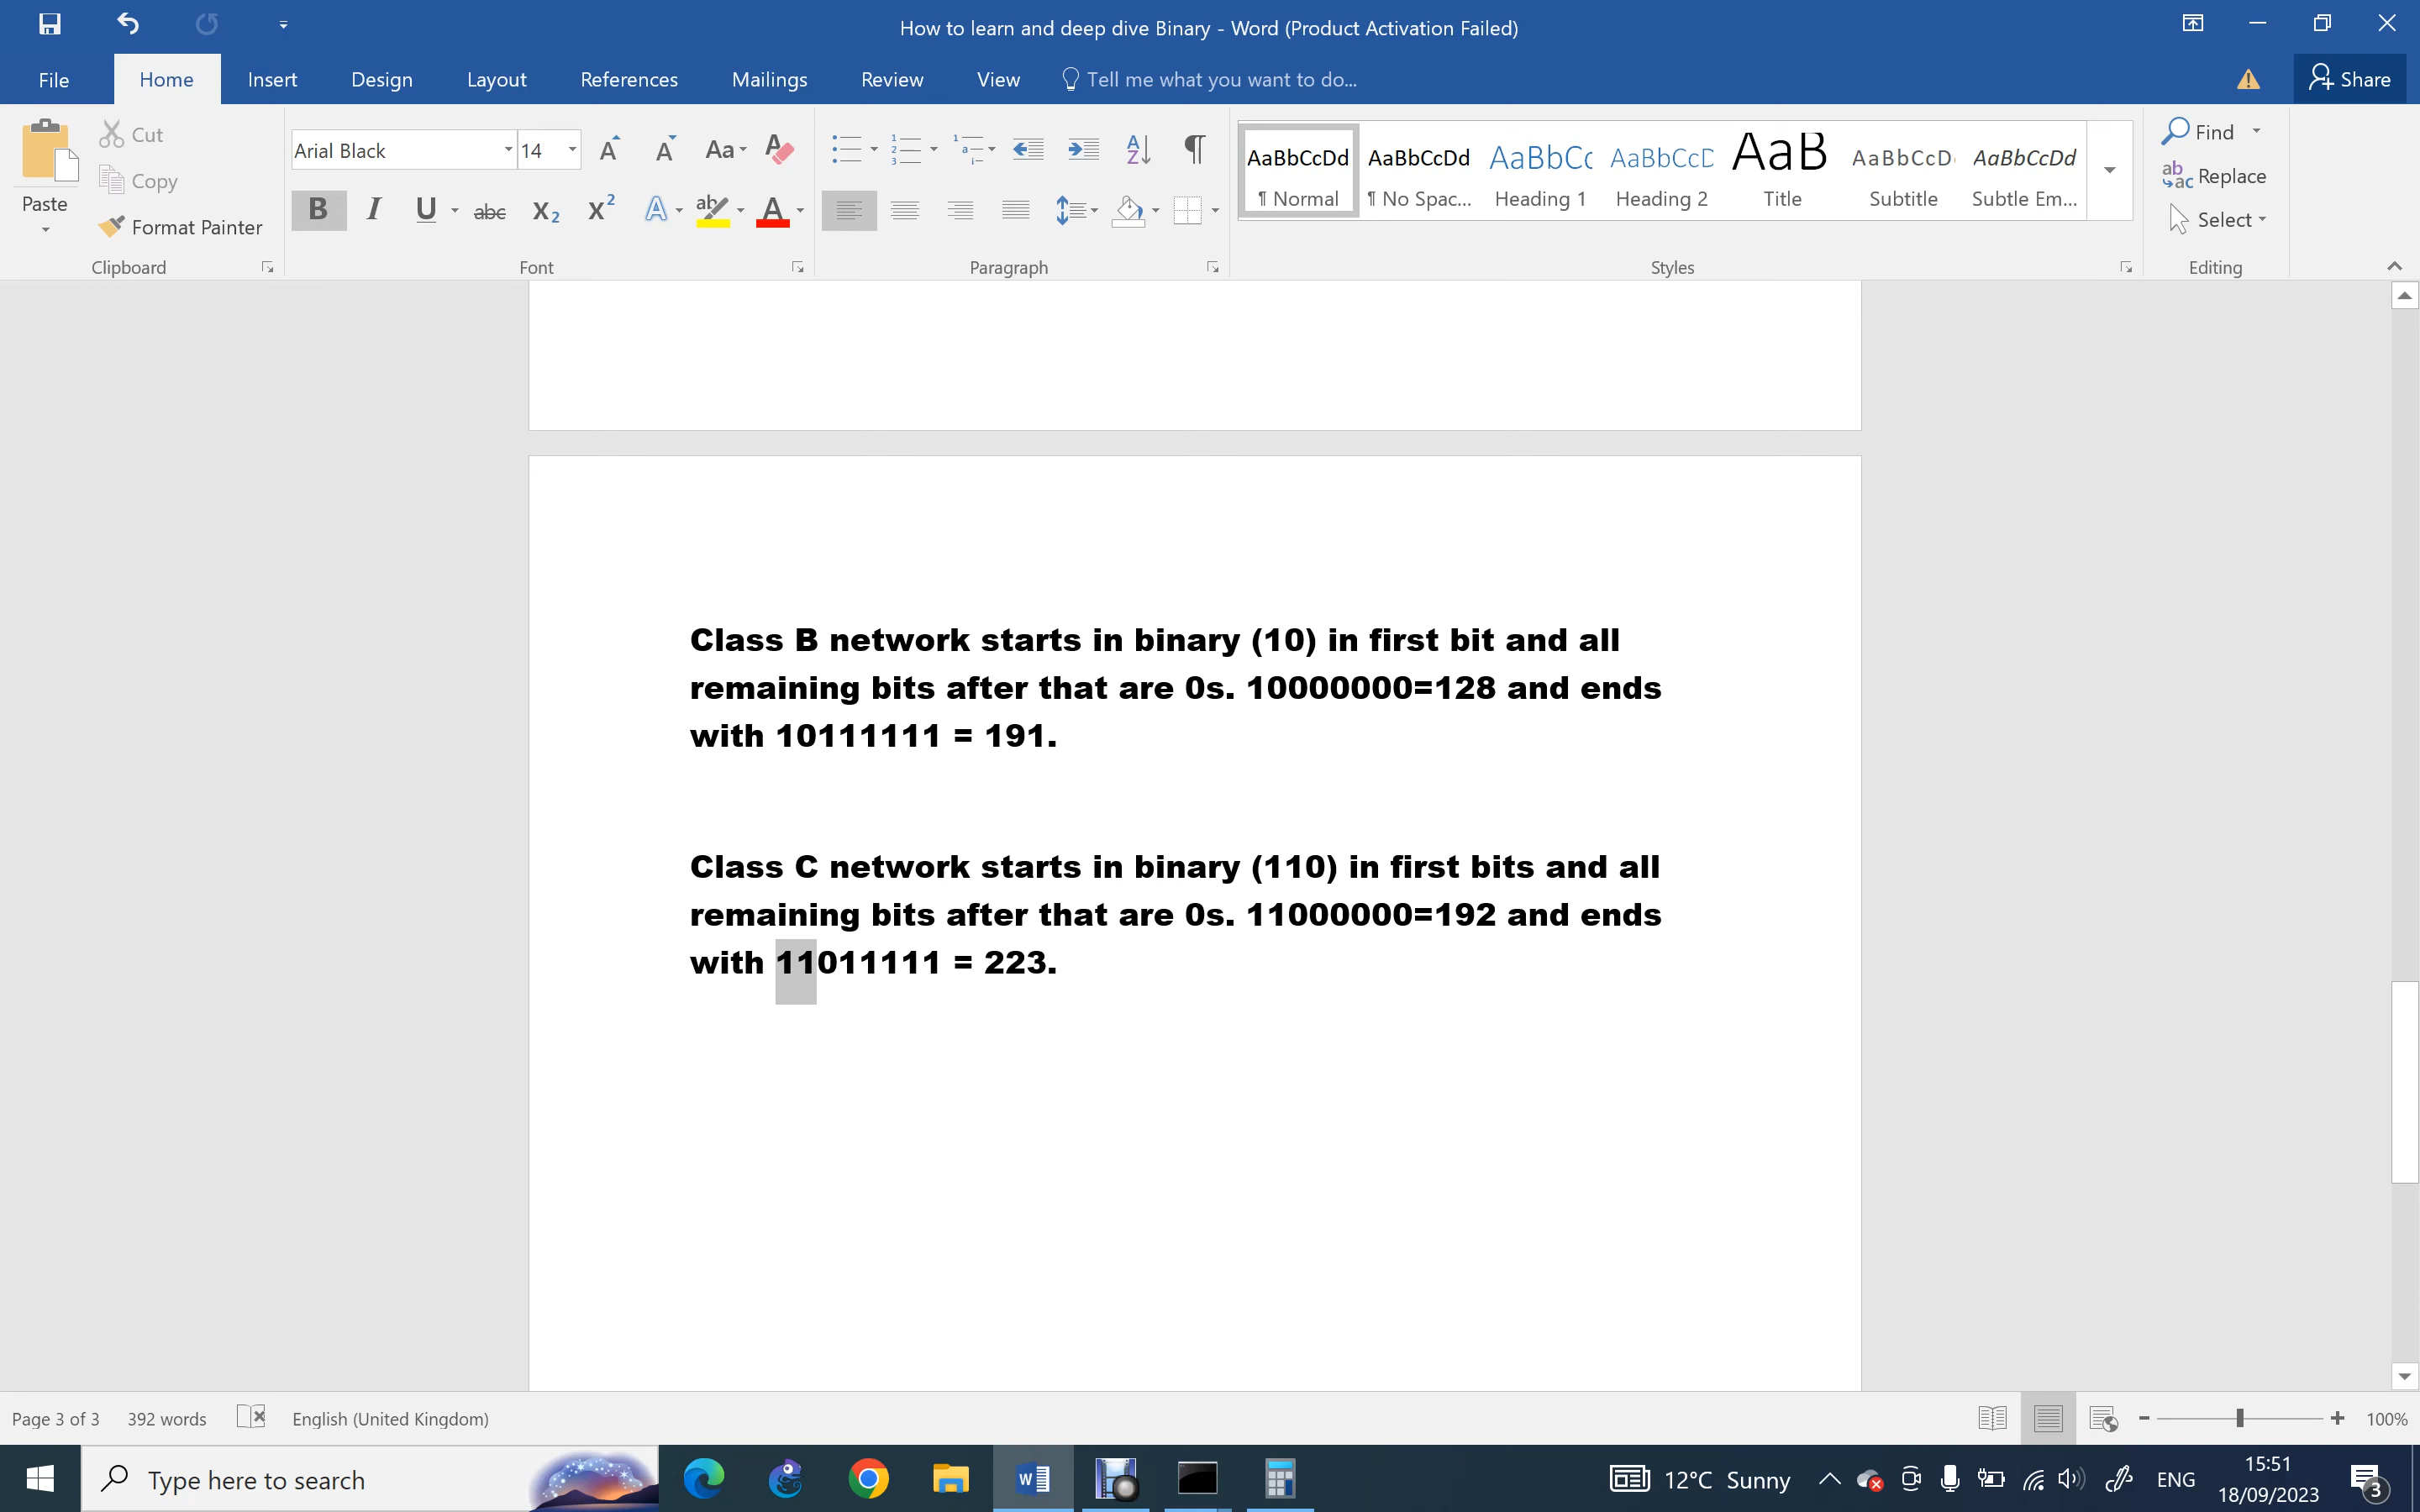 How to learn and deep dive Binary - Word (Product Activation Failed)
File Home Insert Design Layout References Mailings Review View Tell me what you want to do... Share
Paste
Cut
Copy
Format Painter
Clipboard
Arial Black 14
Font
Paragraph
AaBbCcDd AaBbCcDd AaBbCc AaBbCcD AaB AaBbCcD AaBbCcDd
¶ Normal ¶ No Spac... Heading 1 Heading 2 Title Subtitle Subtle Em...
Styles
Find
Replace
Select
Editing
Class B network starts in binary (10) in first bit and all
remaining bits after that are 0s. 10000000=128 and ends
with 10111111 = 191.
Class C network starts in binary (110) in first bits and all
remaining bits after that are 0s. 11000000=192 and ends
with 11011111 = 223.
Page 3 of 3 392 words English (United Kingdom) 100%
Type here to search
12°C Sunny
ENG
15:51
18/09/2023
3